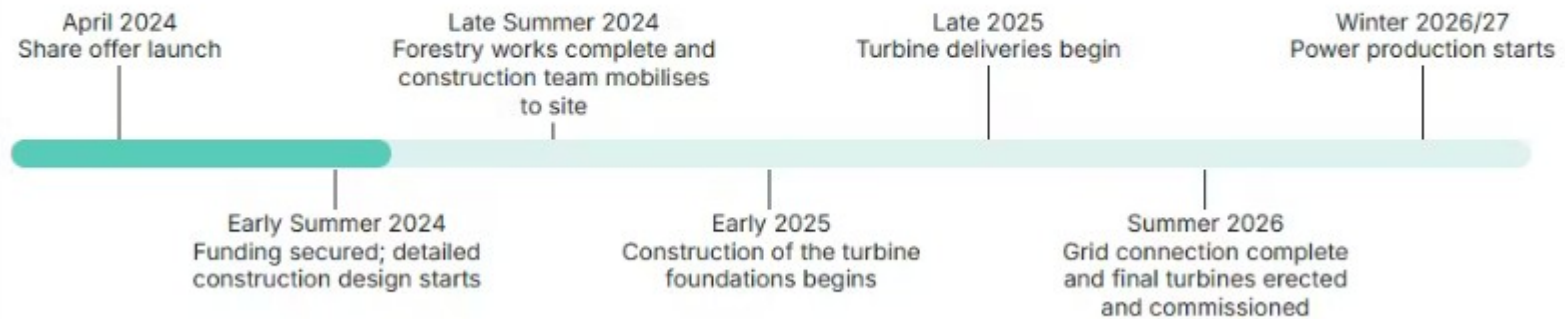 April 2024
Share offer launch
Late Summer 2024
Forestry works complete and
construction team mobilises
to site
Late 2025
Turbine deliveries begin
Winter 2026/27
Power production starts
Early Summer 2024
Funding secured; detailed
construction design starts
Early 2025
Construction of the turbine
foundations begins
Summer 2026
Grid connection complete
and final turbines erected
and commissioned